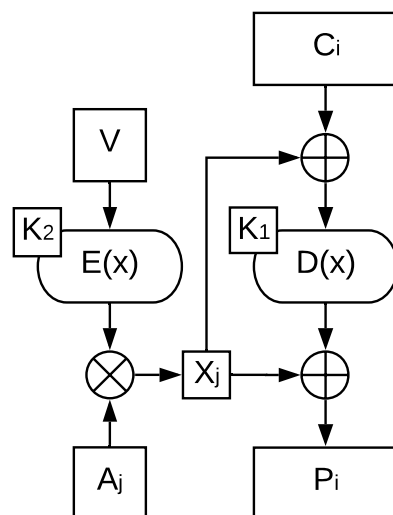 Ci
V
K2
K1
E(x)
D(x)
Xj
Aj
Pi